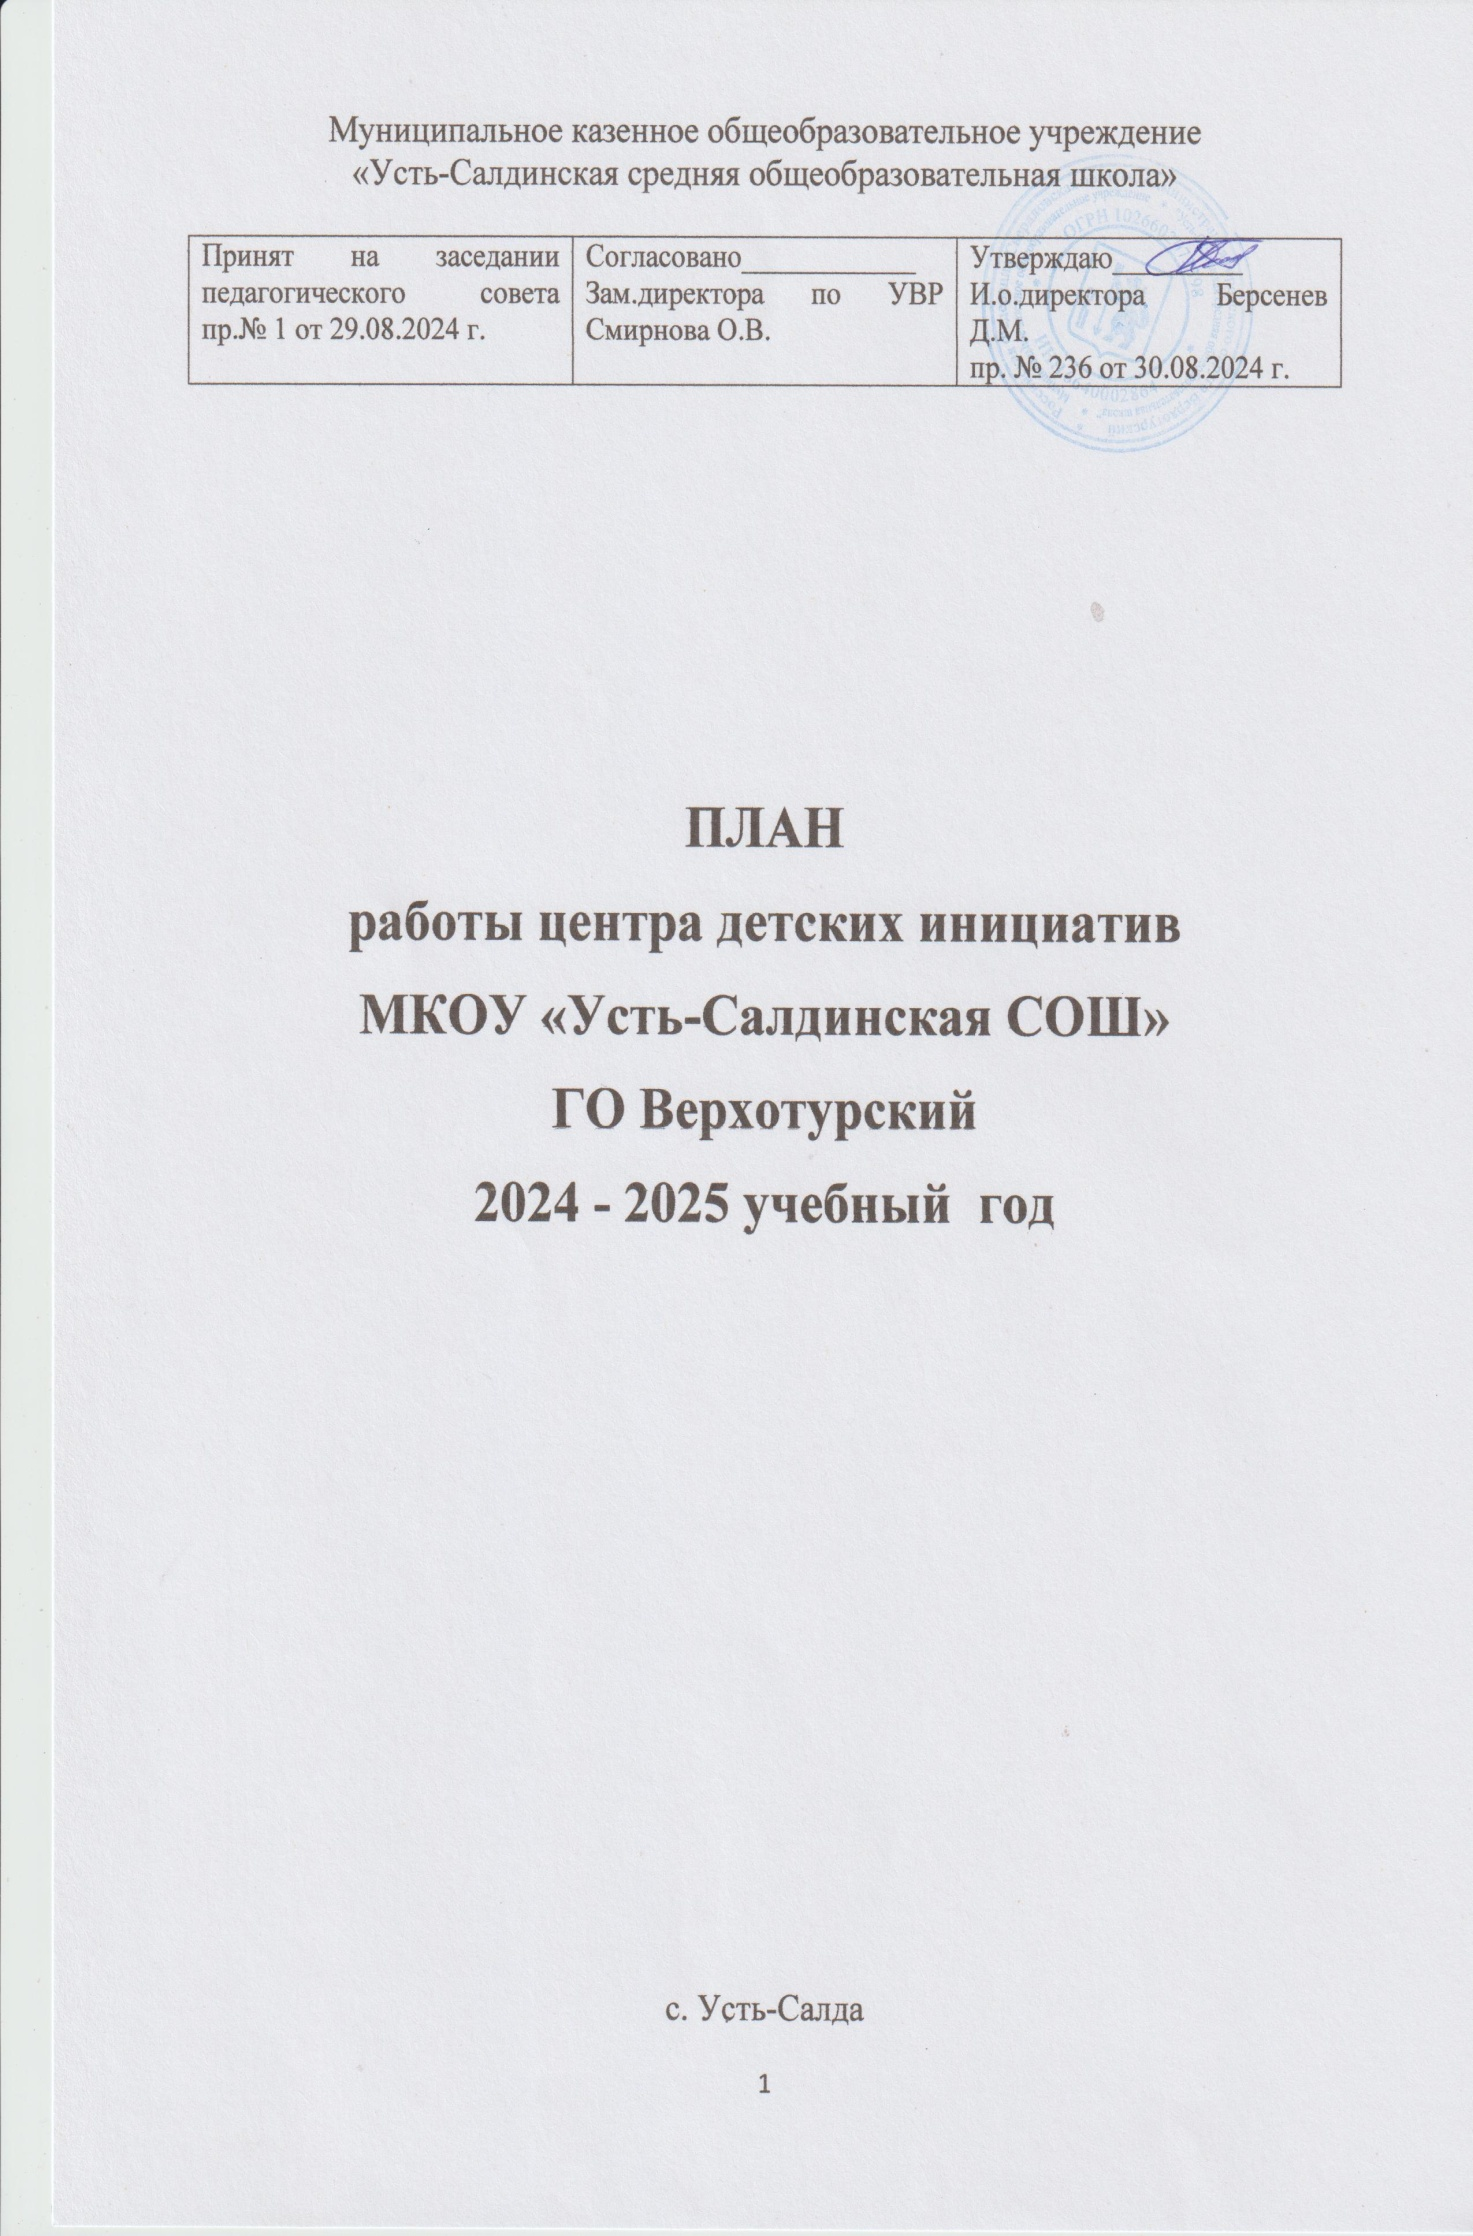 Муниципальное казенное общеобразовательное учреждение
«Усть-Салдинская средняя общеобразовательная школа»
Принят на заседании
педагогического совета
пр.№ 1 от 29.08.2024 г.
Согласовано____________
Зам.директора по УВР
Смирнова О.В.
Утверждаю_________
И.о.директора Берсенев
Д.М.
пр. № 236 от 30.08.2024 г.
ПЛАН
работы центра детских инициатив
МКОУ «Усть-Салдинская СОШ»
ГО Верхотурский
2024 - 2025 учебный год
с. Усть-Салда
1